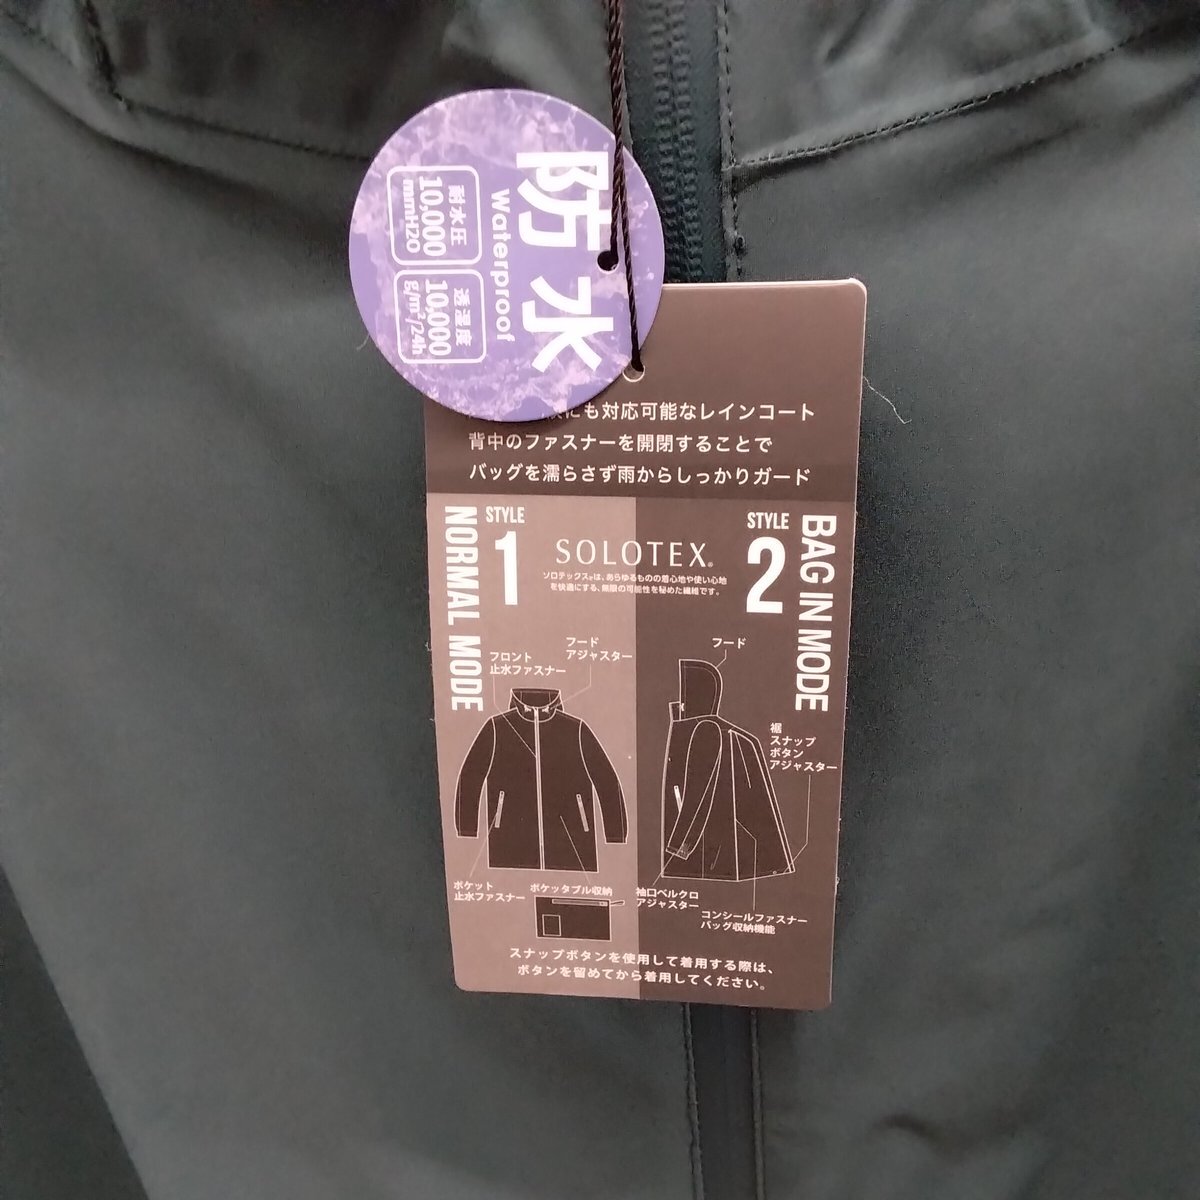 防水
Waterproof
耐水圧
10,000
mmH2O
透湿度
10,000
g/m²/24h
にも対応可能なレインコート
背中のファスナーを開閉することで
バッグを濡らさず雨からしっかりガード
STYLE
1
NORMAL MODE
SOLOTEX®
ソロテックス®は、あらゆるものの着心地や使い心地
を快適にする、無限の可能性を秘めた繊維です。
STYLE
2
BAG IN MODE
フード
アジャスター
フロント
止水ファスナー
フード
裾
スナップ
ボタン
アジャスター
ポケット
止水ファスナー
ポケッタブル収納
袖口ベルクロ
アジャスター
コンシールファスナー
バッグ収納機能
スナップボタンを使用して着用する際は、
ボタンを留めてから着用してください。